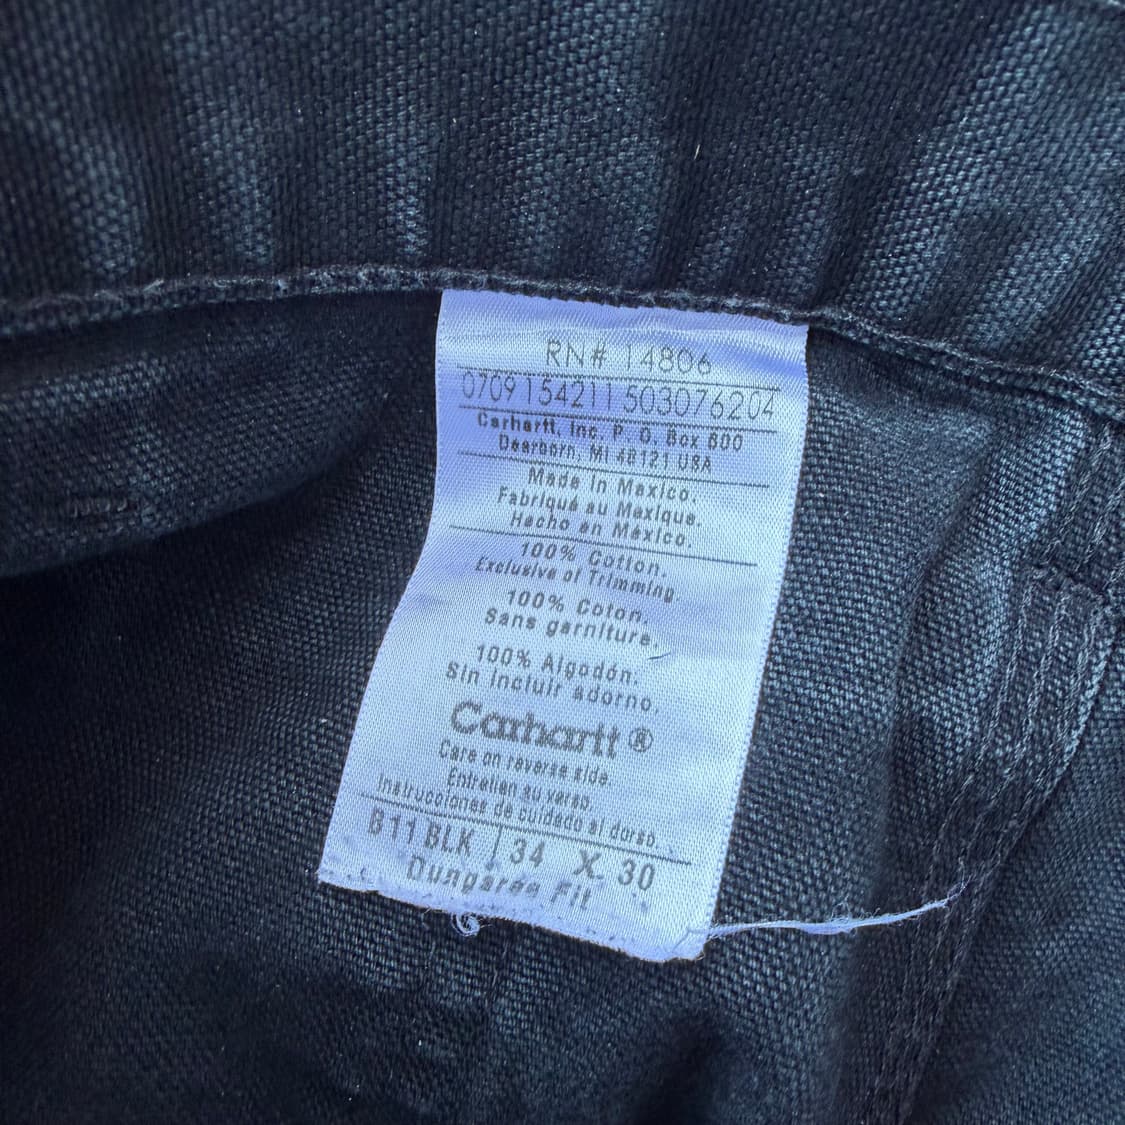 RN# 14806
0709154211 503076204
Carhartt, Inc. P. O. Box 600
Dearborn, MI 48121 USA
Made In Mexico.
Fabriqué au Mexique.
Hecho en México.
100% Cotton.
Exclusive of Trimming.
100% Coton.
Sans garniture.
100% Algodón.
Sin incluir adorno.
Carhartt ®
Care on reverse side.
Entretien au verso.
Instrucciones de cuidado al dorso.
B11 BLK | 34 X 30
Dungaree Fit